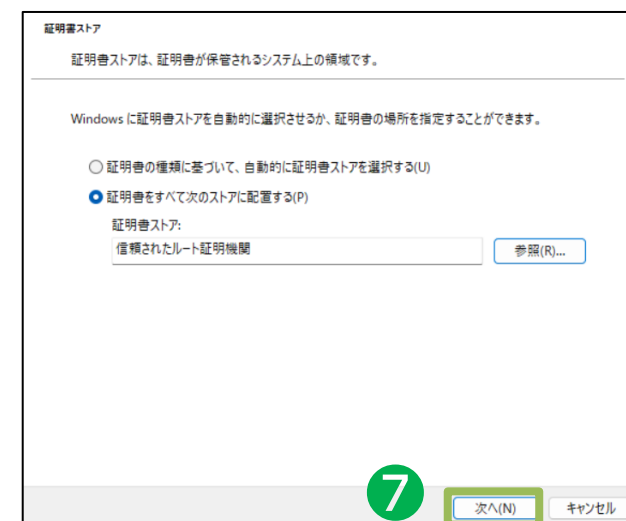 証明書ストア
証明書ストアは、証明書が保管されるシステム上の領域です。
Windows に証明書ストアを自動的に選択させるか、証明書の場所を指定することができます。
証明書の種類に基づいて、自動的に証明書ストアを選択する(U)
証明書をすべて次のストアに配置する(P)
証明書ストア:
信頼されたルート証明機関
参照(R)...
7
次へ(N)
キャンセル